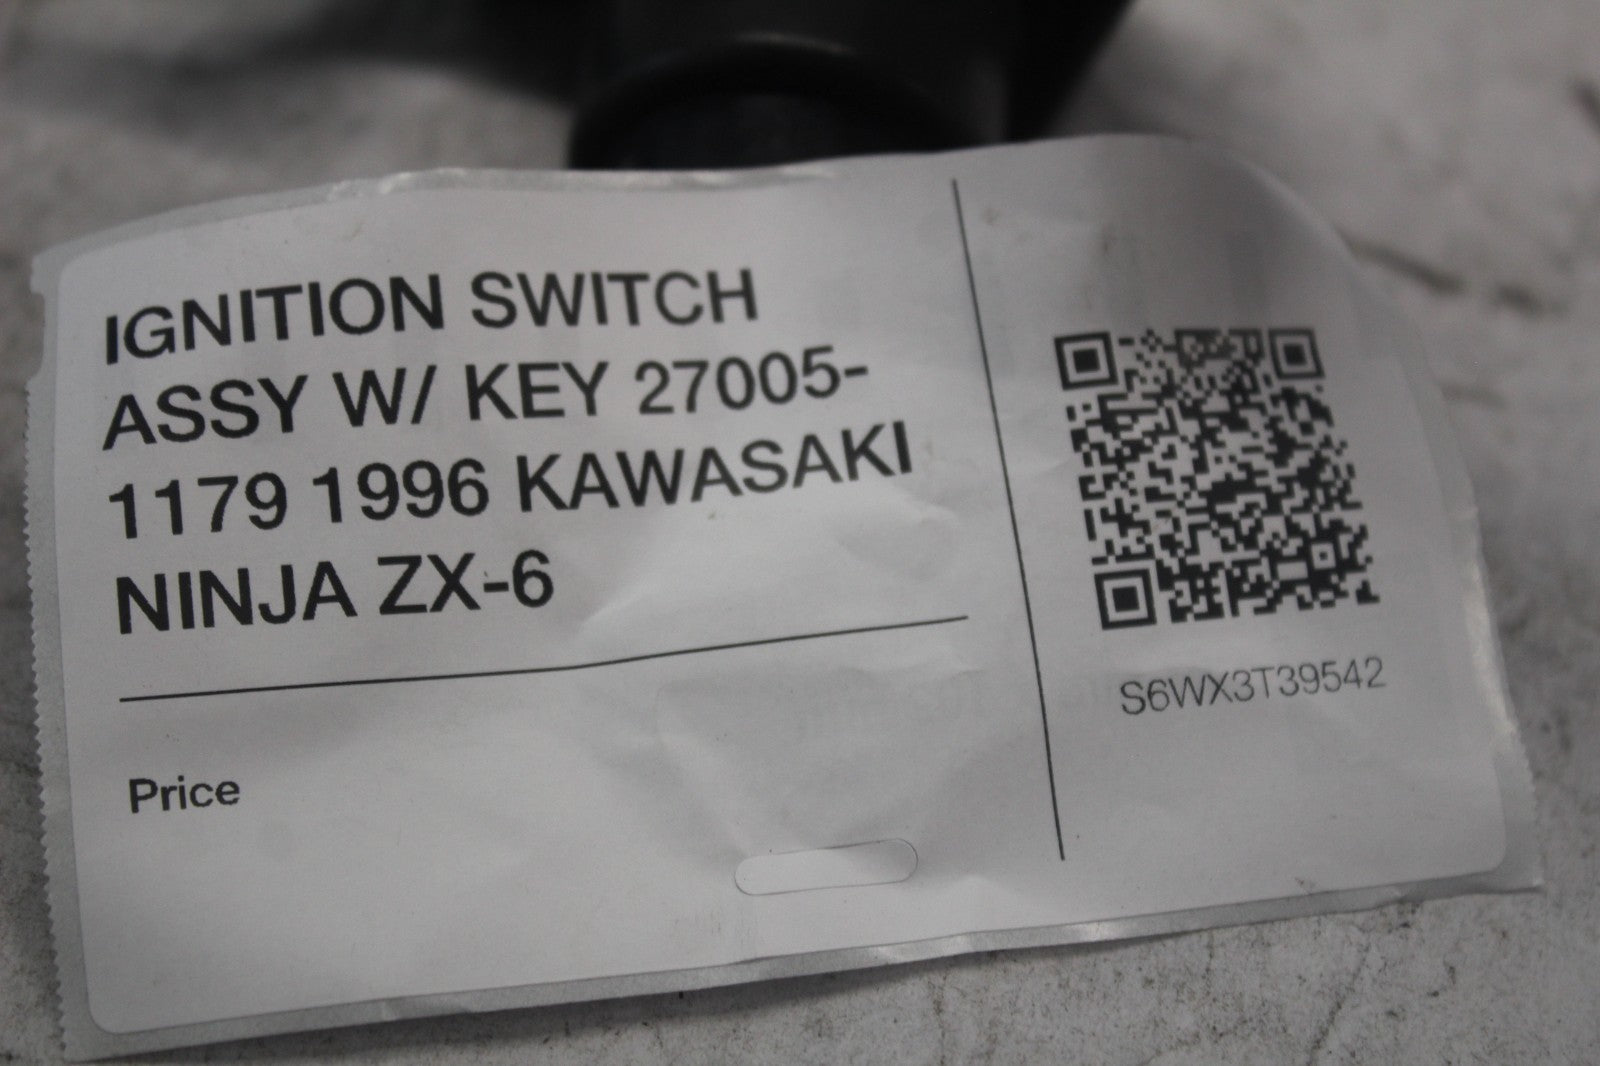 IGNITION SWITCH
ASSY W/ KEY 27005-
1179 1996 KAWASAKI
NINJA ZX-6
Price
S6WX3T39542